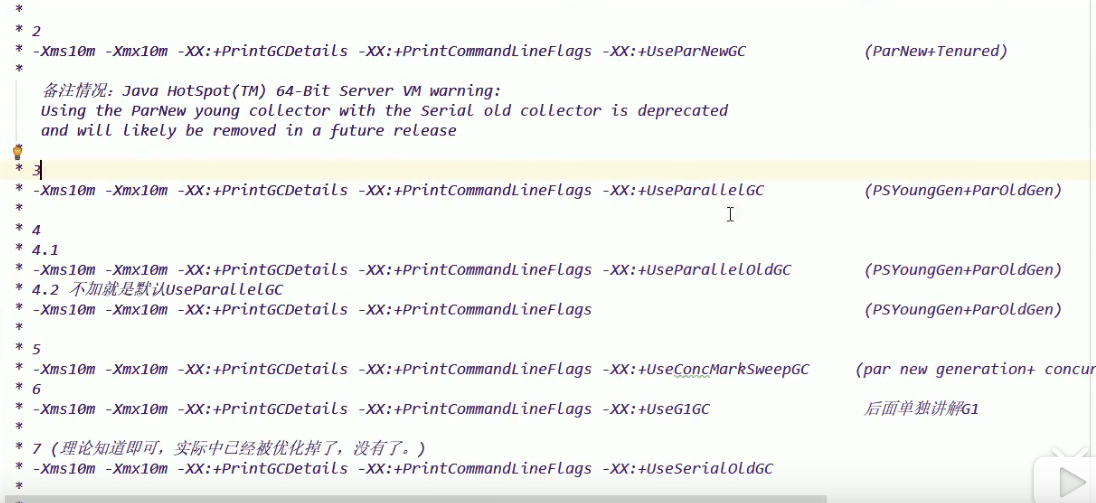 *
* 2
* -Xms10m -Xmx10m -XX:+PrintGCDetails -XX:+PrintCommandLineFlags -XX:+UseParNewGC (ParNew+Tenured)
*
备注情况：Java HotSpot(TM) 64-Bit Server VM warning:
Using the ParNew young collector with the Serial old collector is deprecated
and will likely be removed in a future release
*
* 3
* -Xms10m -Xmx10m -XX:+PrintGCDetails -XX:+PrintCommandLineFlags -XX:+UseParallelGC (PSYoungGen+ParOldGen)
*
* 4
* 4.1
* -Xms10m -Xmx10m -XX:+PrintGCDetails -XX:+PrintCommandLineFlags -XX:+UseParallelOldGC (PSYoungGen+ParOldGen)
* 4.2 不加就是默认UseParallelGC
* -Xms10m -Xmx10m -XX:+PrintGCDetails -XX:+PrintCommandLineFlags (PSYoungGen+ParOldGen)
*
* 5
* -Xms10m -Xmx10m -XX:+PrintGCDetails -XX:+PrintCommandLineFlags -XX:+UseConcMarkSweepGC (par new generation+ concur
* 6
* -Xms10m -Xmx10m -XX:+PrintGCDetails -XX:+PrintCommandLineFlags -XX:+UseG1GC 后面单独讲解G1
*
* 7 (理论知道即可，实际中已经被优化掉了，没有了。)
* -Xms10m -Xmx10m -XX:+PrintGCDetails -XX:+PrintCommandLineFlags -XX:+UseSerialOldGC
*